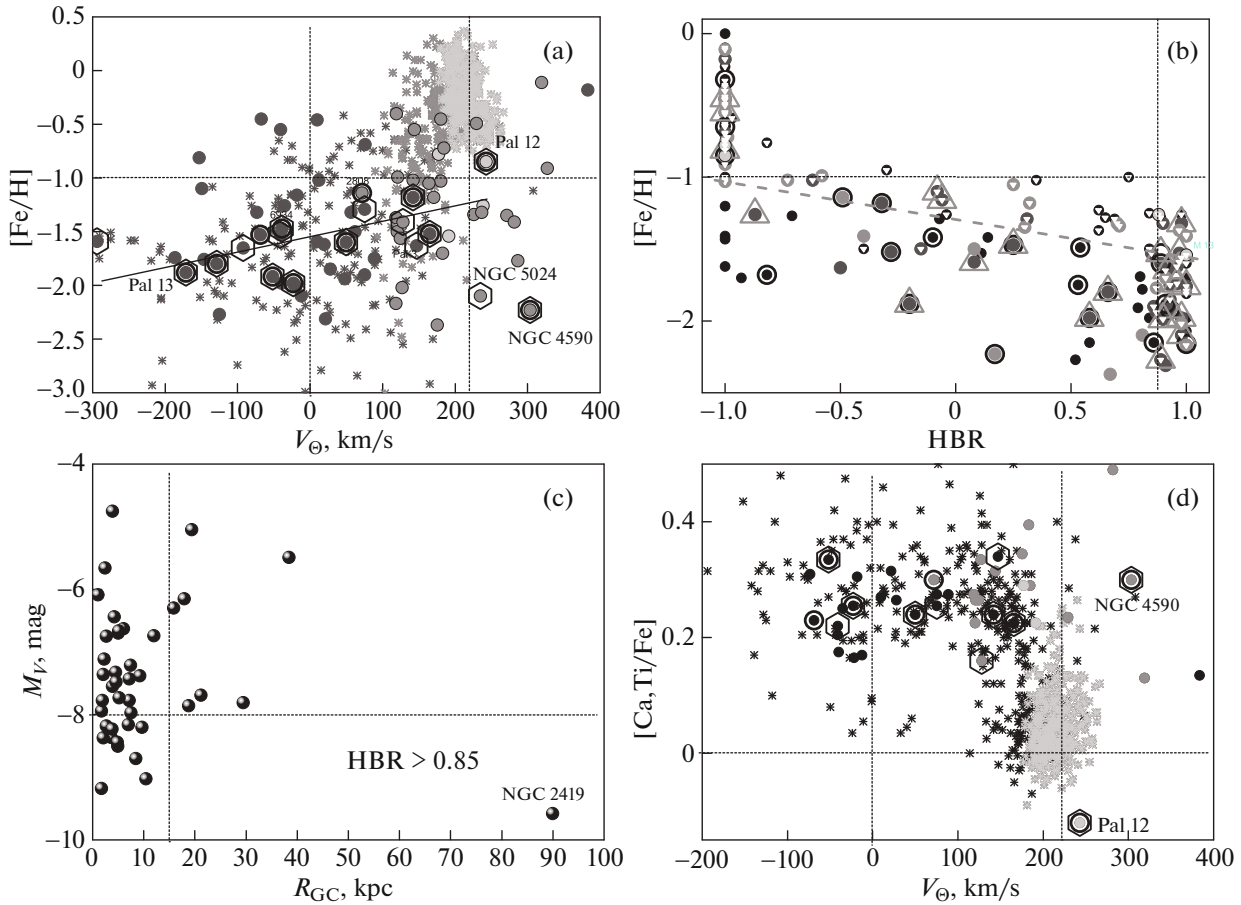 0.5
0
−0.5
−1.0
−1.5
−2.0
−2.5
−3.0
[Fe/H]
(a)
Pal 12
2808
Pal 13
NGC 5024
NGC 4590
−300 −200 −100 0 100 200 300 400
VΘ, km/s
0
−1
−2
[Fe/H]
(b)
M 13
−1.0 −0.5 0 0.5 1.0
HBR
−4
−6
−8
−10
MV, mag
(c)
HBR > 0.85
NGC 2419
0 10 20 30 40 50 60 70 80 90 100
RGC, kpc
0.4
0.2
0
[Ca,Ti/Fe]
(d)
NGC 4590
Pal 12
−200 −100 0 100 200 300 400
VΘ, km/s